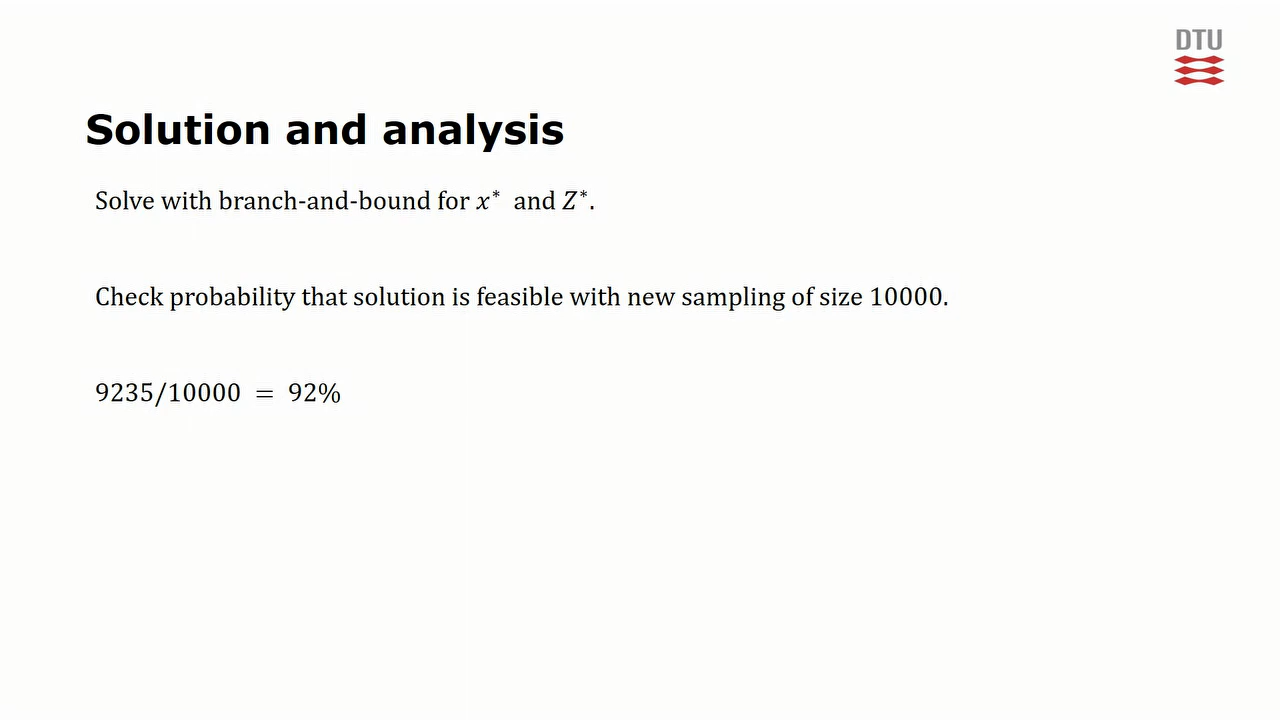 DTU
Solution and analysis
Solve with branch-and-bound for x* and Z*.
Check probability that solution is feasible with new sampling of size 10000.
9235/10000 = 92%